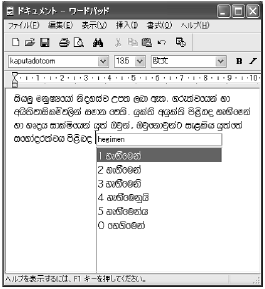 ドキュメント - ワードパッド
ファイル(F) 編集(E) 表示(V) 挿入(I) 書式(O) ヘルプ(H)
kaputadotcom 135 欧文 B
සියලු මනුෂ්‍යයෝ නිදහස්ව උපත ලබා ඇත. ගරුත්වයෙන් හා
අයිතිවාසිකම්වලින් සමාන වෙති. යුක්ති අයුක්ති පිළිබඳ හැඟීමෙන්
හා හෘදය සාක්ෂියෙන් යුත් ඔවුන්, ඔවුනොවුන්ට සැළකිය යුත්තේ
සහෝදරත්වය පිළිබඳ heeimen
1 හැඟීමෙන්
2 හැඟීමෙන්
3 හැඟීමෙනි
4 හැඟීමෙනුයි
5 හැඟීමෙන්ය
0 හෙඟිමෙන්
ヘルプを表示するには、F1 キーを押してください。